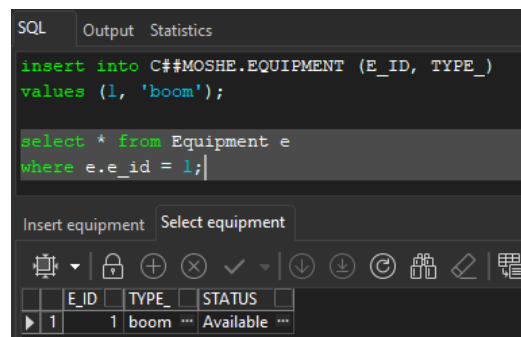 SQL Output Statistics
insert into C##MOSHE.EQUIPMENT (E_ID, TYPE_)
values (1, 'boom');
select * from Equipment e
where e.e_id = 1;
Insert equipment Select equipment
E_ID TYPE_ STATUS
1 1 boom ··· Available ···